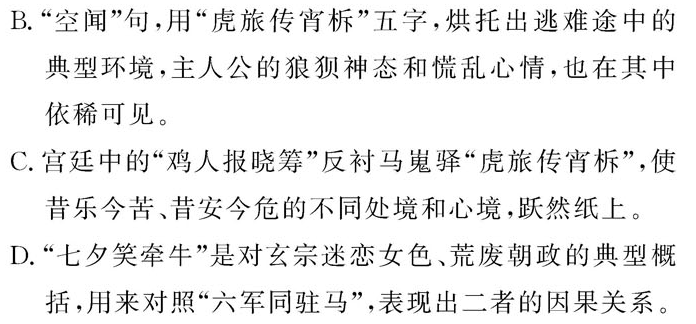 B.“空闻”句,用“虎旅传宵柝”五字,烘托出逃难途中的
典型环境,主人公的狼狈神态和慌乱心情,也在其中
依稀可见。
C.宫廷中的“鸡人报晓筹”反衬马嵬驿“虎旅传宵柝”,使
昔乐今苦、昔安今危的不同处境和心境,跃然纸上。
D.“七夕笑牵牛”是对玄宗迷恋女色、荒废朝政的典型概
括,用来对照“六军同驻马”,表现出二者的因果关系。